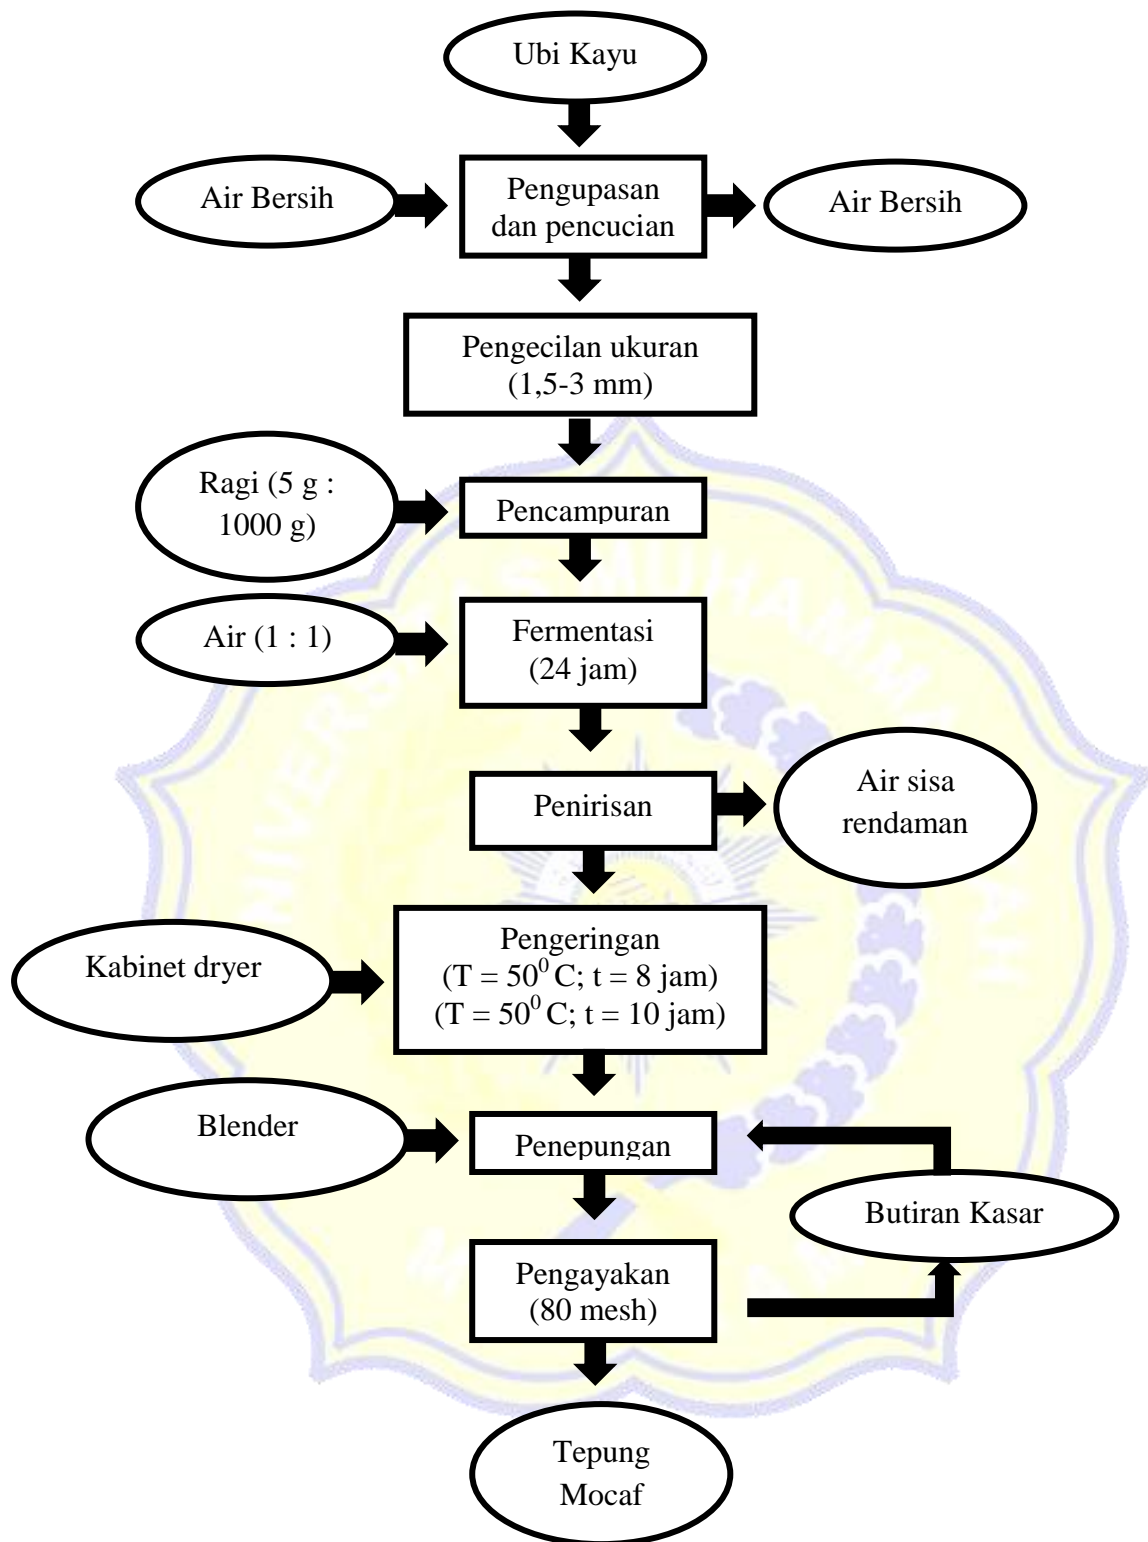 Ubi Kayu
Air Bersih
Pengupasan
dan pencucian
Air Bersih
Pengecilan ukuran
(1,5-3 mm)
Ragi (5 g :
1000 g)
Pencampuran
Air (1 : 1)
Fermentasi
(24 jam)
Penirisan
Air sisa
rendaman
Kabinet dryer
Pengeringan
(T = 50⁰ C; t = 8 jam)
(T = 50⁰ C; t = 10 jam)
Blender
Penepungan
Butiran Kasar
Pengayakan
(80 mesh)
Tepung
Mocaf